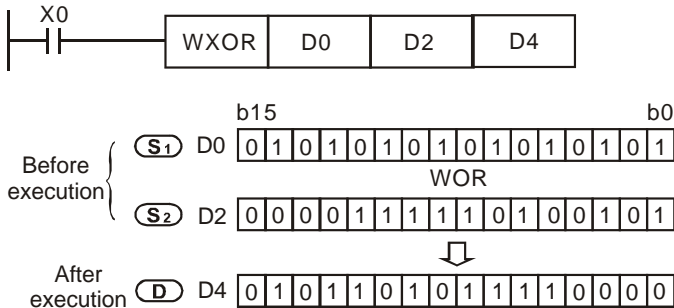 X0
WXOR D0 D2 D4
b15 b0
Before execution
S1 D0 0 1 0 1 0 1 0 1 0 1 0 1 0 1 0 1
WOR
S2 D2 0 0 0 0 1 1 1 1 1 0 1 0 0 1 0 1
After
execution D D4 0 1 0 1 1 0 1 0 1 1 1 1 0 0 0 0